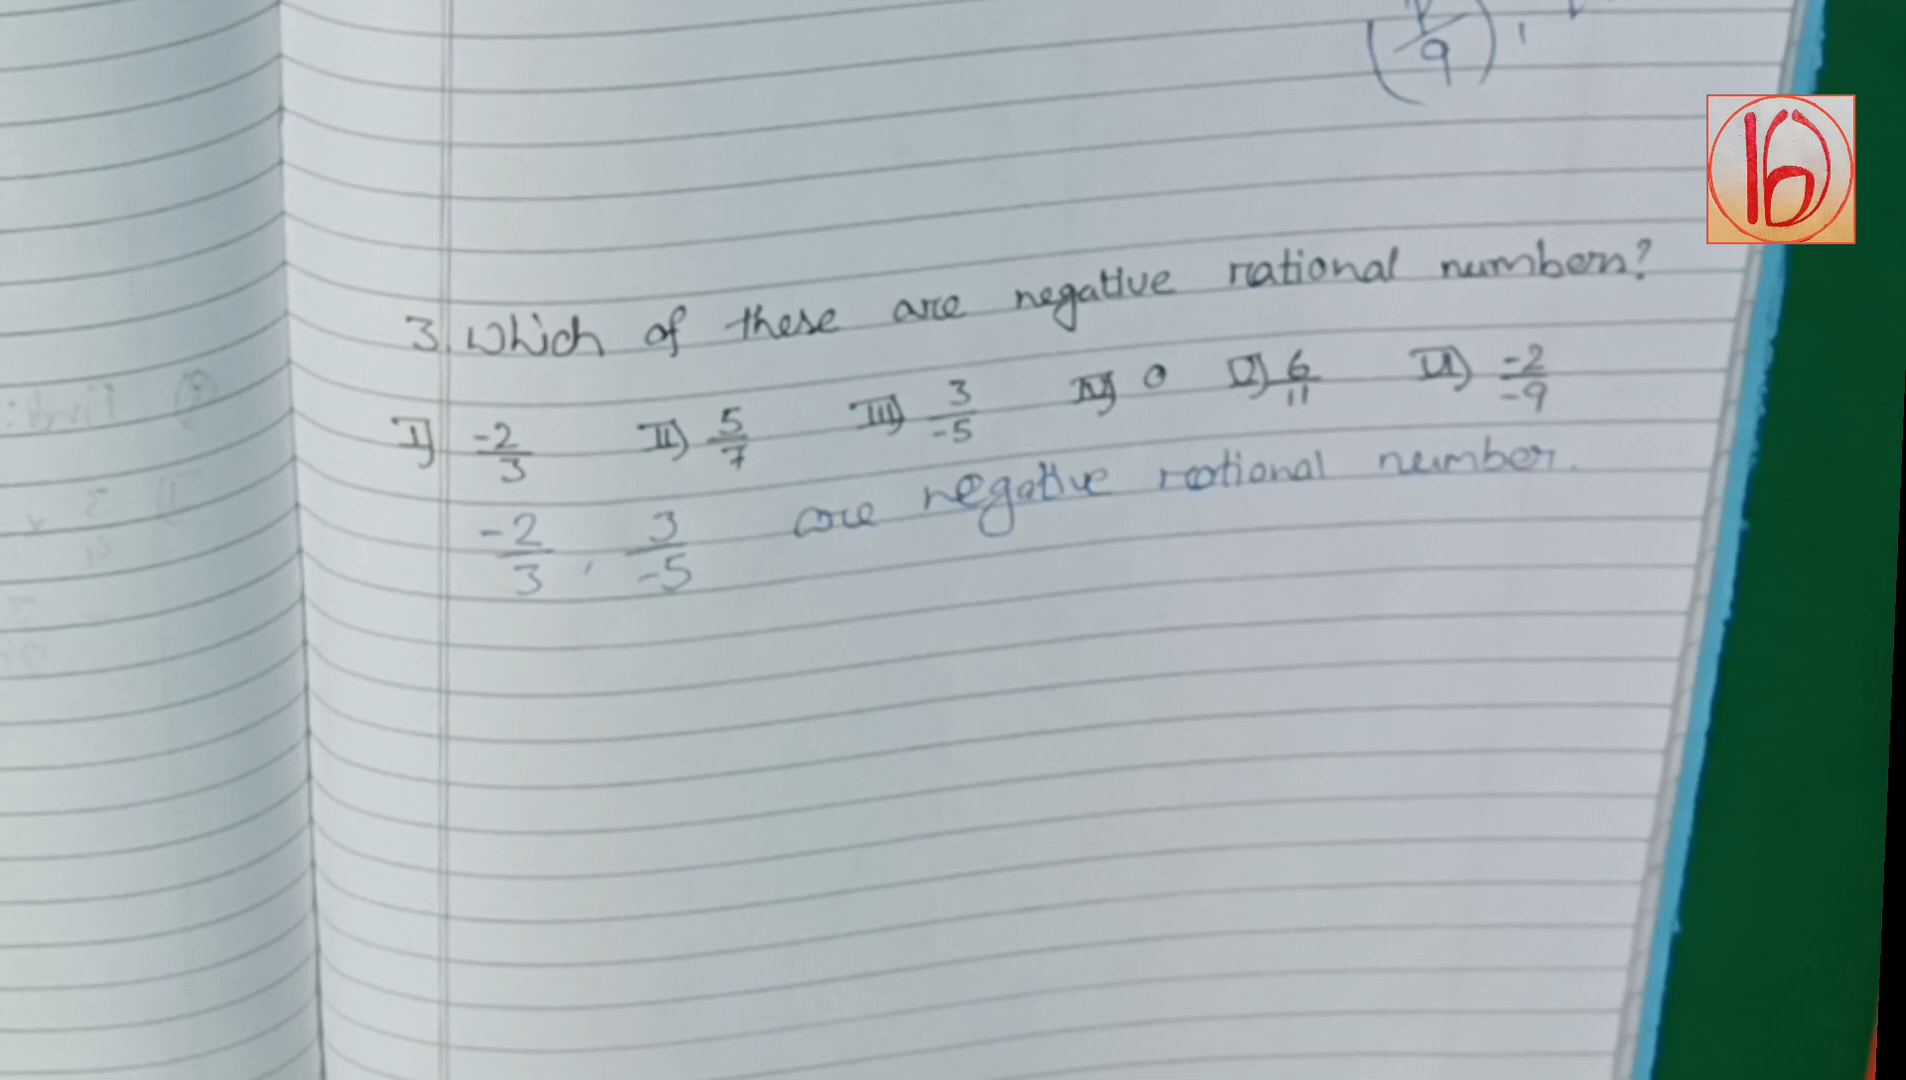 (p/9),
3. Which of these are negative rational numbers?
I) -2/3 II) 5/7 III) 3/-5 IV) 0 V) 6/11 VI) -2/-9
-2/3, 3/-5 are negative rational number.